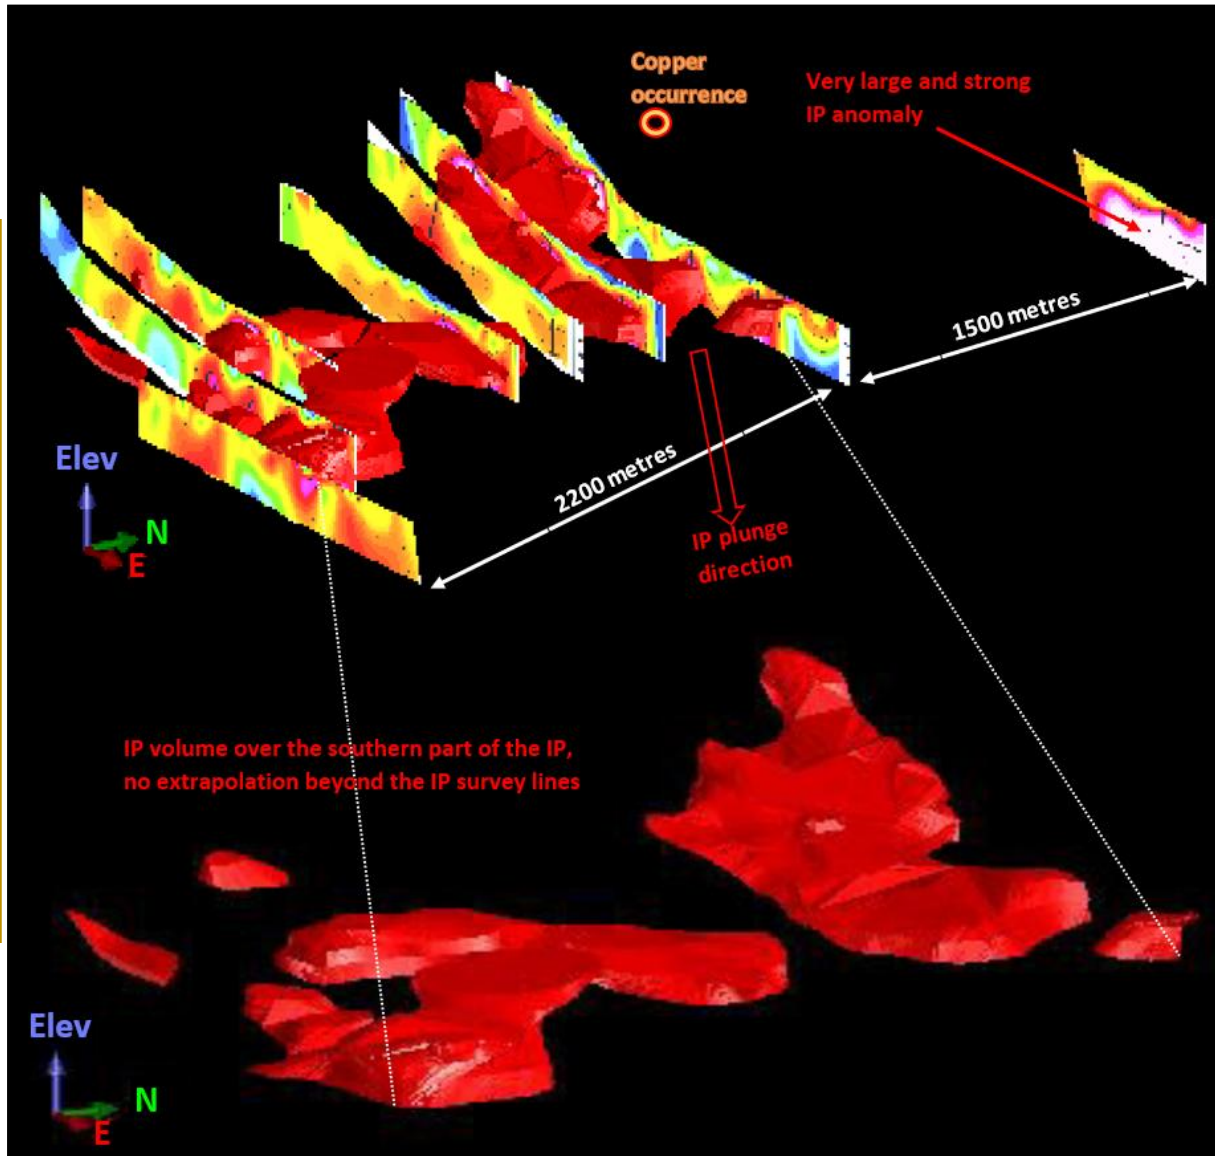 Copper
occurrence
Very large and strong
IP anomaly
1500 metres
2200 metres
Elev
N
E
IP plunge
direction
IP volume over the southern part of the IP,
no extrapolation beyond the IP survey lines
Elev
N
E